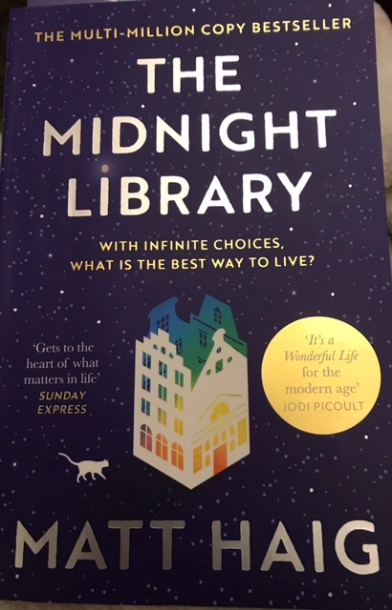 THE MULTI-MILLION COPY BESTSELLER
THE
MIDNIGHT
LIBRARY
WITH INFINITE CHOICES,
WHAT IS THE BEST WAY TO LIVE?
'Gets to the
heart of what
matters in life'
SUNDAY
EXPRESS
'It's a
Wonderful Life
for the
modern age'
JODI PICOULT
MATT HAIG